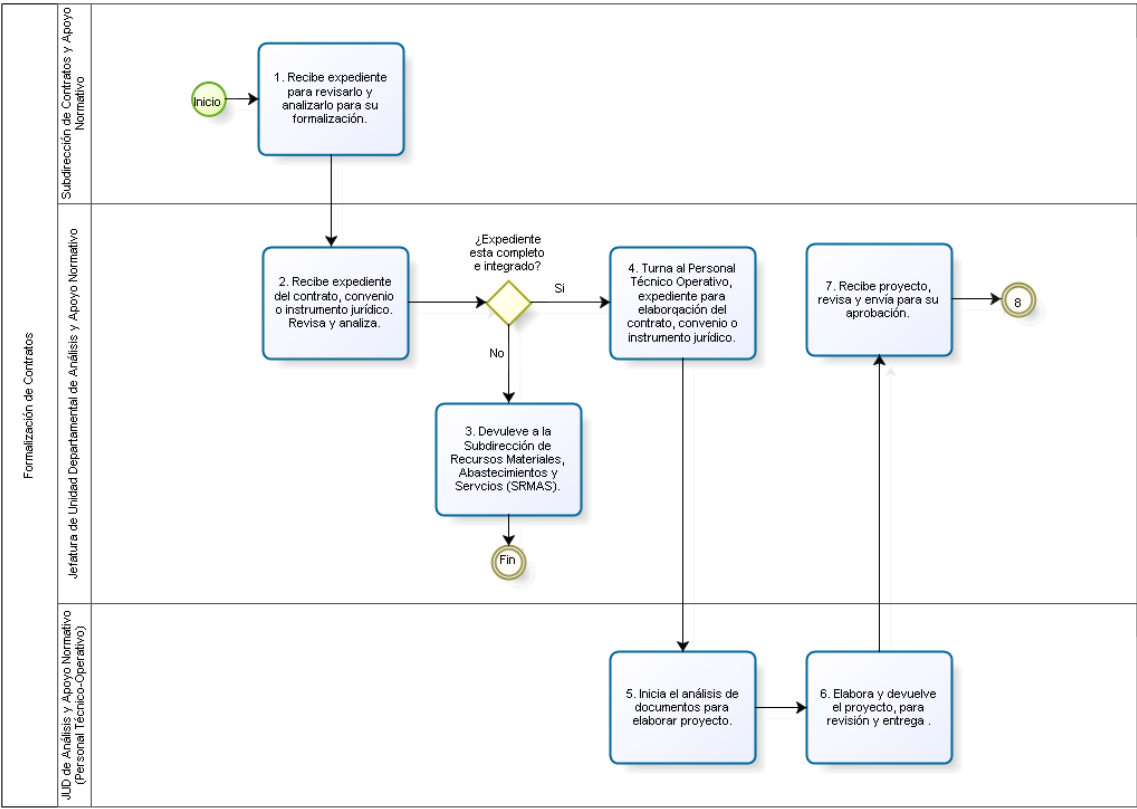 Formalización de Contratos
Subdirección de Contratos y Apoyo
Normativo
Inicio
1. Recibe expediente
para revisarlo y
analizarlo para su
formalización.
Jefatura de Unidad Departamental de Análisis y Apoyo Normativo
2. Recibe expediente
del contrato, convenio
o instrumento jurídico.
Revisa y analiza.
¿Expediente
esta completo
e integrado?
Si
No
3. Devuleve a la
Subdirección de
Recursos Materiales,
Abastecimientos y
Servcios (SRMAS).
Fin
4. Turna al Personal
Técnico Operativo,
expediente para
elaborqación del
contrato, convenio o
instrumento jurídico.
7. Recibe proyecto,
revisa y envía para su
aprobación.
8
JUD de Análisis y Apoyo Normativo
(Personal Técnico-Operativo)
5. Inicia el análisis de
documentos para
elaborar proyecto.
6. Elabora y devuelve
el proyecto, para
revisión y entrega .